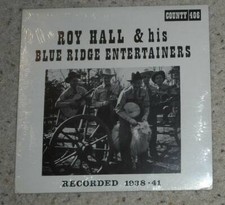 COUNTY 406
ROY HALL & his
BLUE RIDGE ENTERTAINERS
RECORDED 1938-41